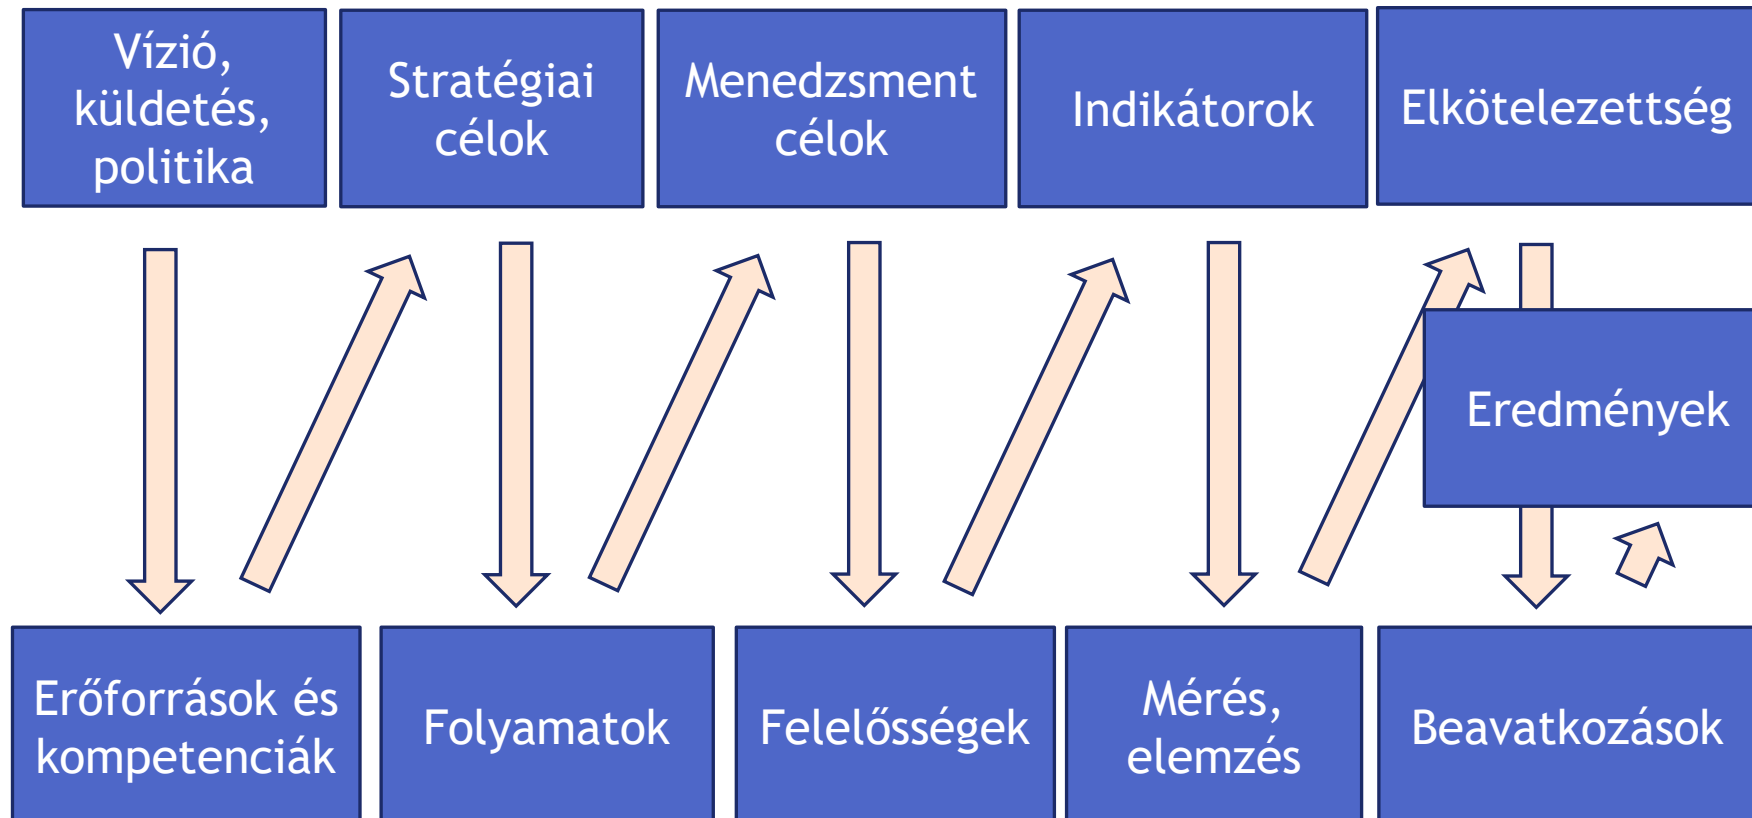 Vízió,
küldetés,
politika
Stratégiai
célok
Menedzsment
célok
Indikátorok
Elkötelezettség
Eredmények
Erőforrások és
kompetenciák
Folyamatok
Felelősségek
Mérés,
elemzés
Beavatkozások